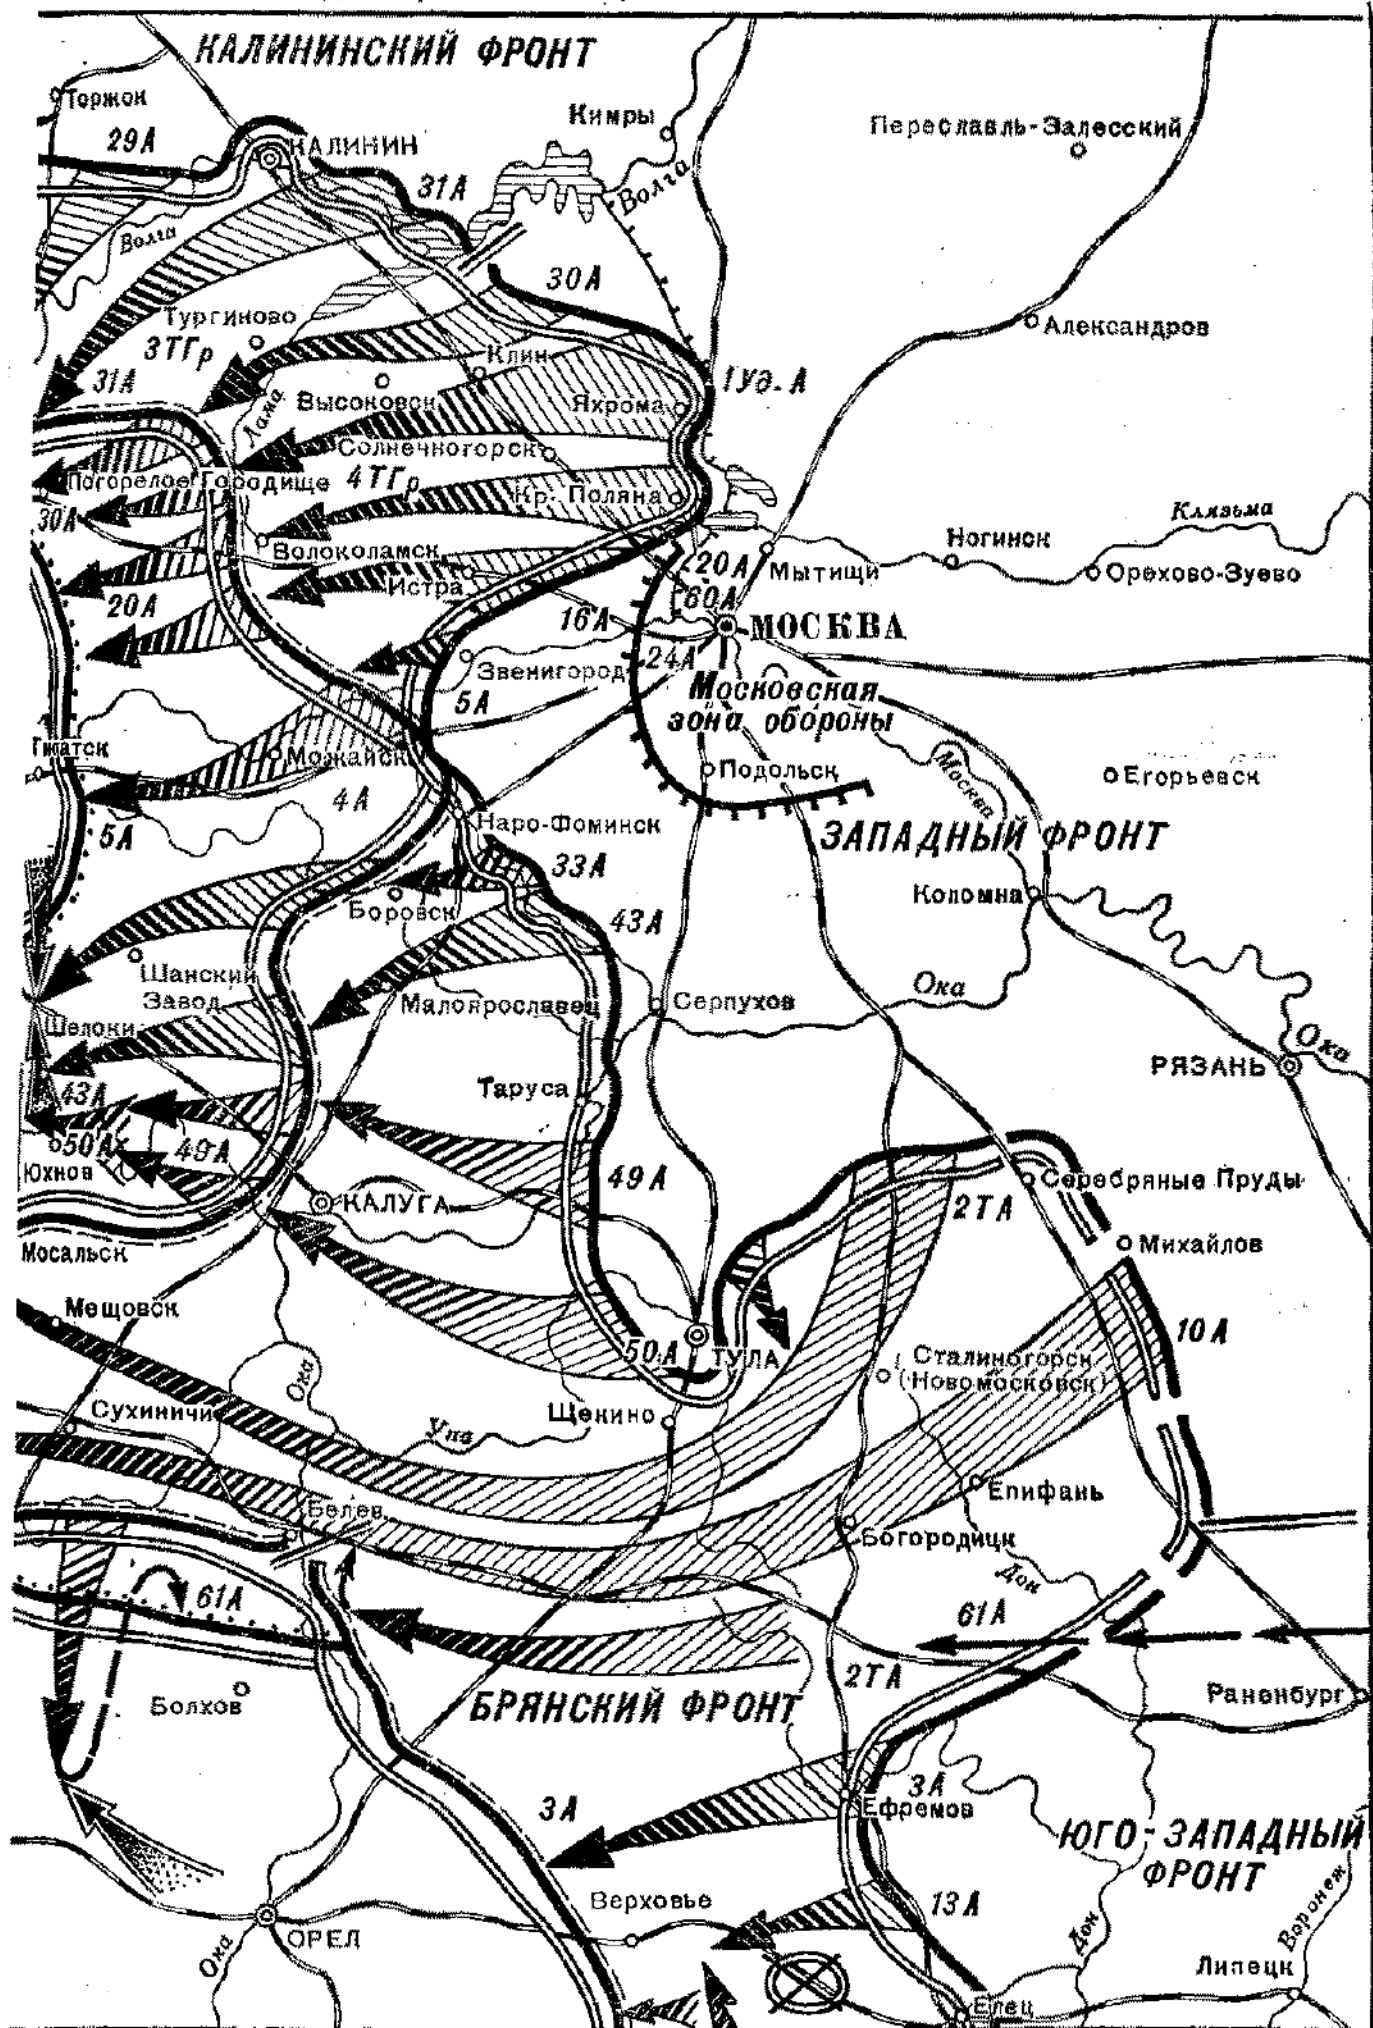 КАЛИНИНСКИЙ ФРОНТ
Торжок
29А
КАЛИНИН
Кимры
Переславль-Залесский
31А
Волга
Волга
30А
Тургиново
3ТГр
Александров
Клин
31А
1Уд.А
Высоковск
Лама
Яхрома
Солнечногорск
Погорелое Городище
4ТГр
Кр. Поляна
30А
Клязьма
Волоколамск
Ногинск
Истра
20А
Мытищи
Орехово-Зуево
20А
60А
16А
МОСКВА
Звенигород
24А
5А
Московская
зона обороны
Гжатск
Можайск
Подольск
Москва
Егорьевск
4А
5А
Наро-Фоминск
ЗАПАДНЫЙ ФРОНТ
33А
Боровск
43А
Коломна
Шанский
Завод
Малоярославец
Серпухов
Ока
Шелоки
Ока
РЯЗАНЬ
43А
Таруса
50А
49А
Юхнов
КАЛУГА
49А
2ТА
Серебряные Пруды
Мосальск
Михайлов
Мещовск
10А
50А
ТУЛА
Сталиногорск
(Новомосковск)
Ока
Сухиничи
Упа
Щекино
Белев
Епифань
Богородицк
Дон
61А
61А
2ТА
Болхов
БРЯНСКИЙ ФРОНТ
Раненбург
3А
3А
Ефремов
ЮГО-ЗАПАДНЫЙ
ФРОНТ
Верховье
13А
ОРЕЛ
Ока
Дон
Воронеж
Липецк
Елец